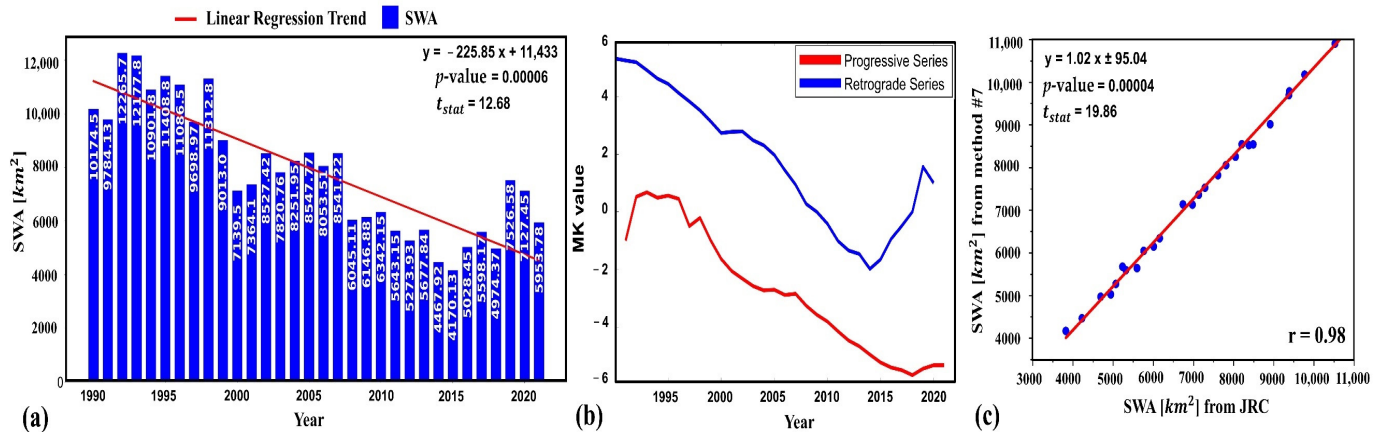 Linear Regression Trend SWA
y = - 225.85 x + 11,433
p-value = 0.00006
t_stat = 12.68
SWA [km²]
12,000
10,000
8000
6000
4000
2000
0
10174.5
9784.13
12265.7
12177.8
10901.8
11408.8
11086.5
9698.97
11312.8
9013.0
7139.5
7364.1
8527.42
7820.76
8251.95
8547.77
8053.51
8541.22
6045.11
6146.88
6342.15
5643.15
5273.93
5677.84
4467.92
4170.13
5028.45
5598.17
4974.37
7526.58
7127.45
5953.78
1990 1995 2000 2005 2010 2015 2020
Year
(a)
Progressive Series
Retrograde Series
MK value
6
4
2
0
−2
−4
−6
1995 2000 2005 2010 2015 2020
Year
(b)
y = 1.02 x ± 95.04
p-value = 0.00004
t_stat = 19.86
SWA [km²] from method #7
11,000
10,000
9000
8000
7000
6000
5000
4000
r = 0.98
3000 4000 5000 6000 7000 8000 9000 10,000 11,000
SWA [km²] from JRC
(c)